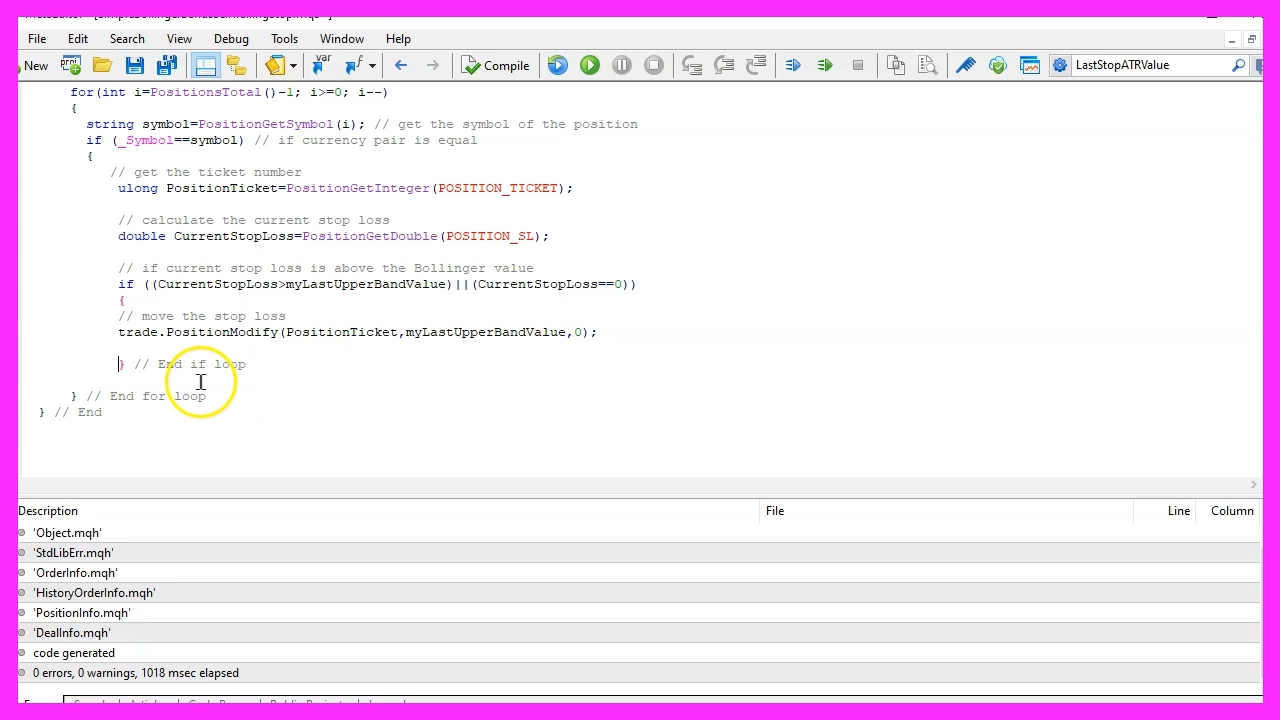 File Edit Search View Debug Tools Window Help
New Compile LastStopATRValue
for(int i=PositionsTotal()-1; i>=0; i--)
{
string symbol=PositionGetSymbol(i); // get the symbol of the position
if (_Symbol==symbol) // if currency pair is equal
{
// get the ticket number
ulong PositionTicket=PositionGetInteger(POSITION_TICKET);
// calculate the current stop loss
double CurrentStopLoss=PositionGetDouble(POSITION_SL);
// if current stop loss is above the Bollinger value
if ((CurrentStopLoss>myLastUpperBandValue)||(CurrentStopLoss==0))
{
// move the stop loss
trade.PositionModify(PositionTicket,myLastUpperBandValue,0);
} // End if loop
} // End for loop
} // End
Description File Line Column
'Object.mqh'
'StdLibErr.mqh'
'OrderInfo.mqh'
'HistoryOrderInfo.mqh'
'PositionInfo.mqh'
'DealInfo.mqh'
code generated
0 errors, 0 warnings, 1018 msec elapsed